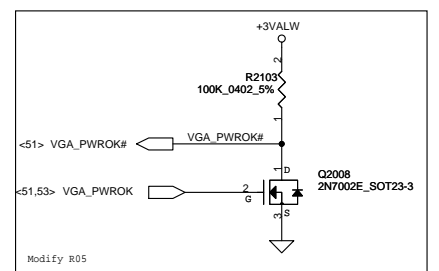 +3VALW
2
R2103
100K_0402_5%
1
<51> VGA_PWROK#
VGA_PWROK#
1
D
Q2008
2N7002E_SOT23-3
<51,53> VGA_PWROK
2
G
3
S
Modify R05